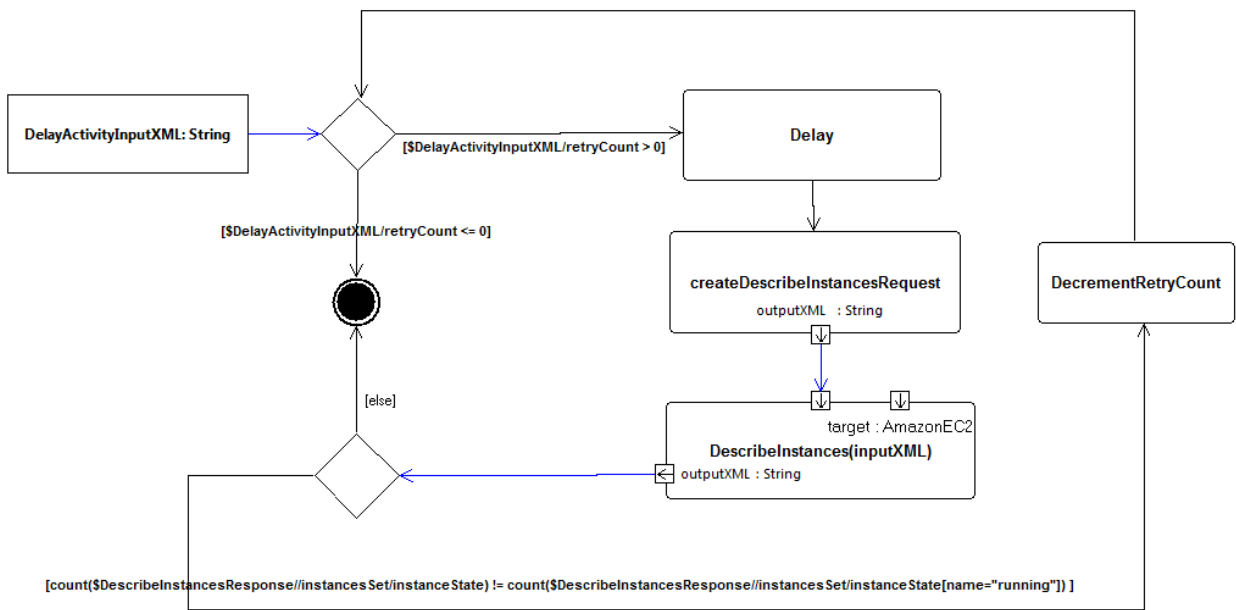 DelayActivityInputXML: String
Delay
[$DelayActivityInputXML/retryCount > 0]
[$DelayActivityInputXML/retryCount <= 0]
createDescribeInstancesRequest
outputXML : String
DecrementRetryCount
[else]
target : AmazonEC2
DescribeInstances(inputXML)
outputXML : String
[count($DescribeInstancesResponse//instancesSet/instanceState) != count($DescribeInstancesResponse//instancesSet/instanceState[name="running"]) ]